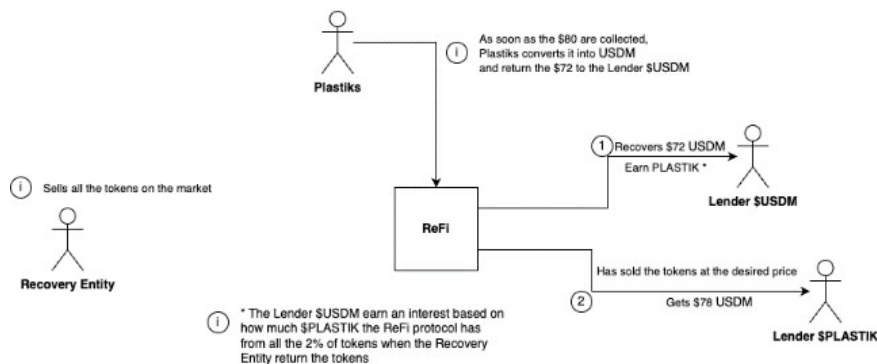 As soon as the $80 are collected,
Plastiks converts it into USDM
and return the $72 to the Lender $USDM
i
Plastiks
1
Recovers $72 USDM
Earn PLASTIK *
Lender $USDM
i
Sells all the tokens on the market
Recovery Entity
ReFi
Has sold the tokens at the desired price
2
Gets $78 USDM
Lender $PLASTIK
i
* The Lender $USDM earn an interest based on
how much $PLASTIK the ReFi protocol has
from all the 2% of tokens when the Recovery
Entity return the tokens